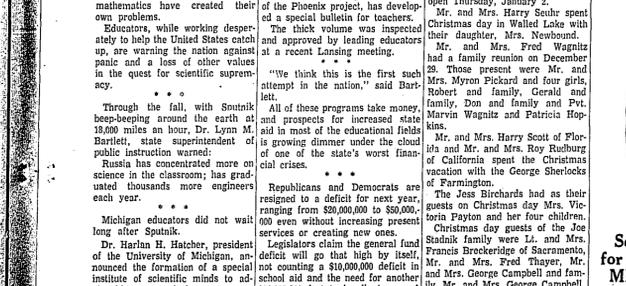 mathematics have created their
own problems.
Educators, while working desper-
ately to help the United States catch
up, are warning the nation against
panic and a loss of other values
in the quest for scientific suprem-
acy.
* * *
Through the fall, with Sputnik
beep-beeping around the earth at
18,000 miles an hour, Dr. Lynn M.
Bartlett, state superintendent of
public instruction warned:
Russia has concentrated more on
science in the classroom; has grad-
uated thousands more engineers
each year.
* * *
Michigan educators did not wait
long after Sputnik.
Dr. Harlan H. Hatcher, president
of the University of Michigan, an-
nounced the formation of a special
institute of scientific minds to ad-
of the Phoenix project, has develop-
ed a special bulletin for teachers.
The thick volume was inspected
and approved by leading educators
at a recent Lansing meeting.
* * *
"We think this is the first such
attempt in the nation," said Bart-
lett.
All of these programs take money,
and prospects for increased state
aid in most of the educational fields
is growing dimmer under the cloud
of one of the state's worst finan-
cial crises.
* * *
Republicans and Democrats are
resigned to a deficit for next year,
ranging from $20,000,000 to $50,000,-
000 even without increasing present
services or creating new ones.
Legislators claim the general fund
deficit will go that high by itself,
not counting a $10,000,000 deficit in
school aid and the need for another
open Thursday, January 2.
Mr. and Mrs. Harry Seuhr spent
Christmas day in Walled Lake with
their daughter, Mrs. Newbound.
Mr. and Mrs. Fred Wagnitz
had a family reunion on December
29. Those present were Mr. and
Mrs. Myron Pickard and four girls,
Robert and family, Gerald and
family, Don and family and Pvt.
Marvin Wagnitz and Patricia Hop-
kins.
Mr. and Mrs. Harry Scott of Flor-
ida and Mr. and Mrs. Roy Rudburg
of California spent the Christmas
vacation with the George Sherlocks
of Farmington.
The Jess Birchards had as their
guests on Christmas day Mrs. Vic-
toria Payton and her four children.
Christmas day guests of the Joe
Stadnik family were Lt. and Mrs.
Francis Breckeridge of Sacramento,
Mr. and Mrs. Fred Thayer, Mr.
and Mrs. George Campbell and fam-
ily, Mr. and Mrs. George Campbell,
for